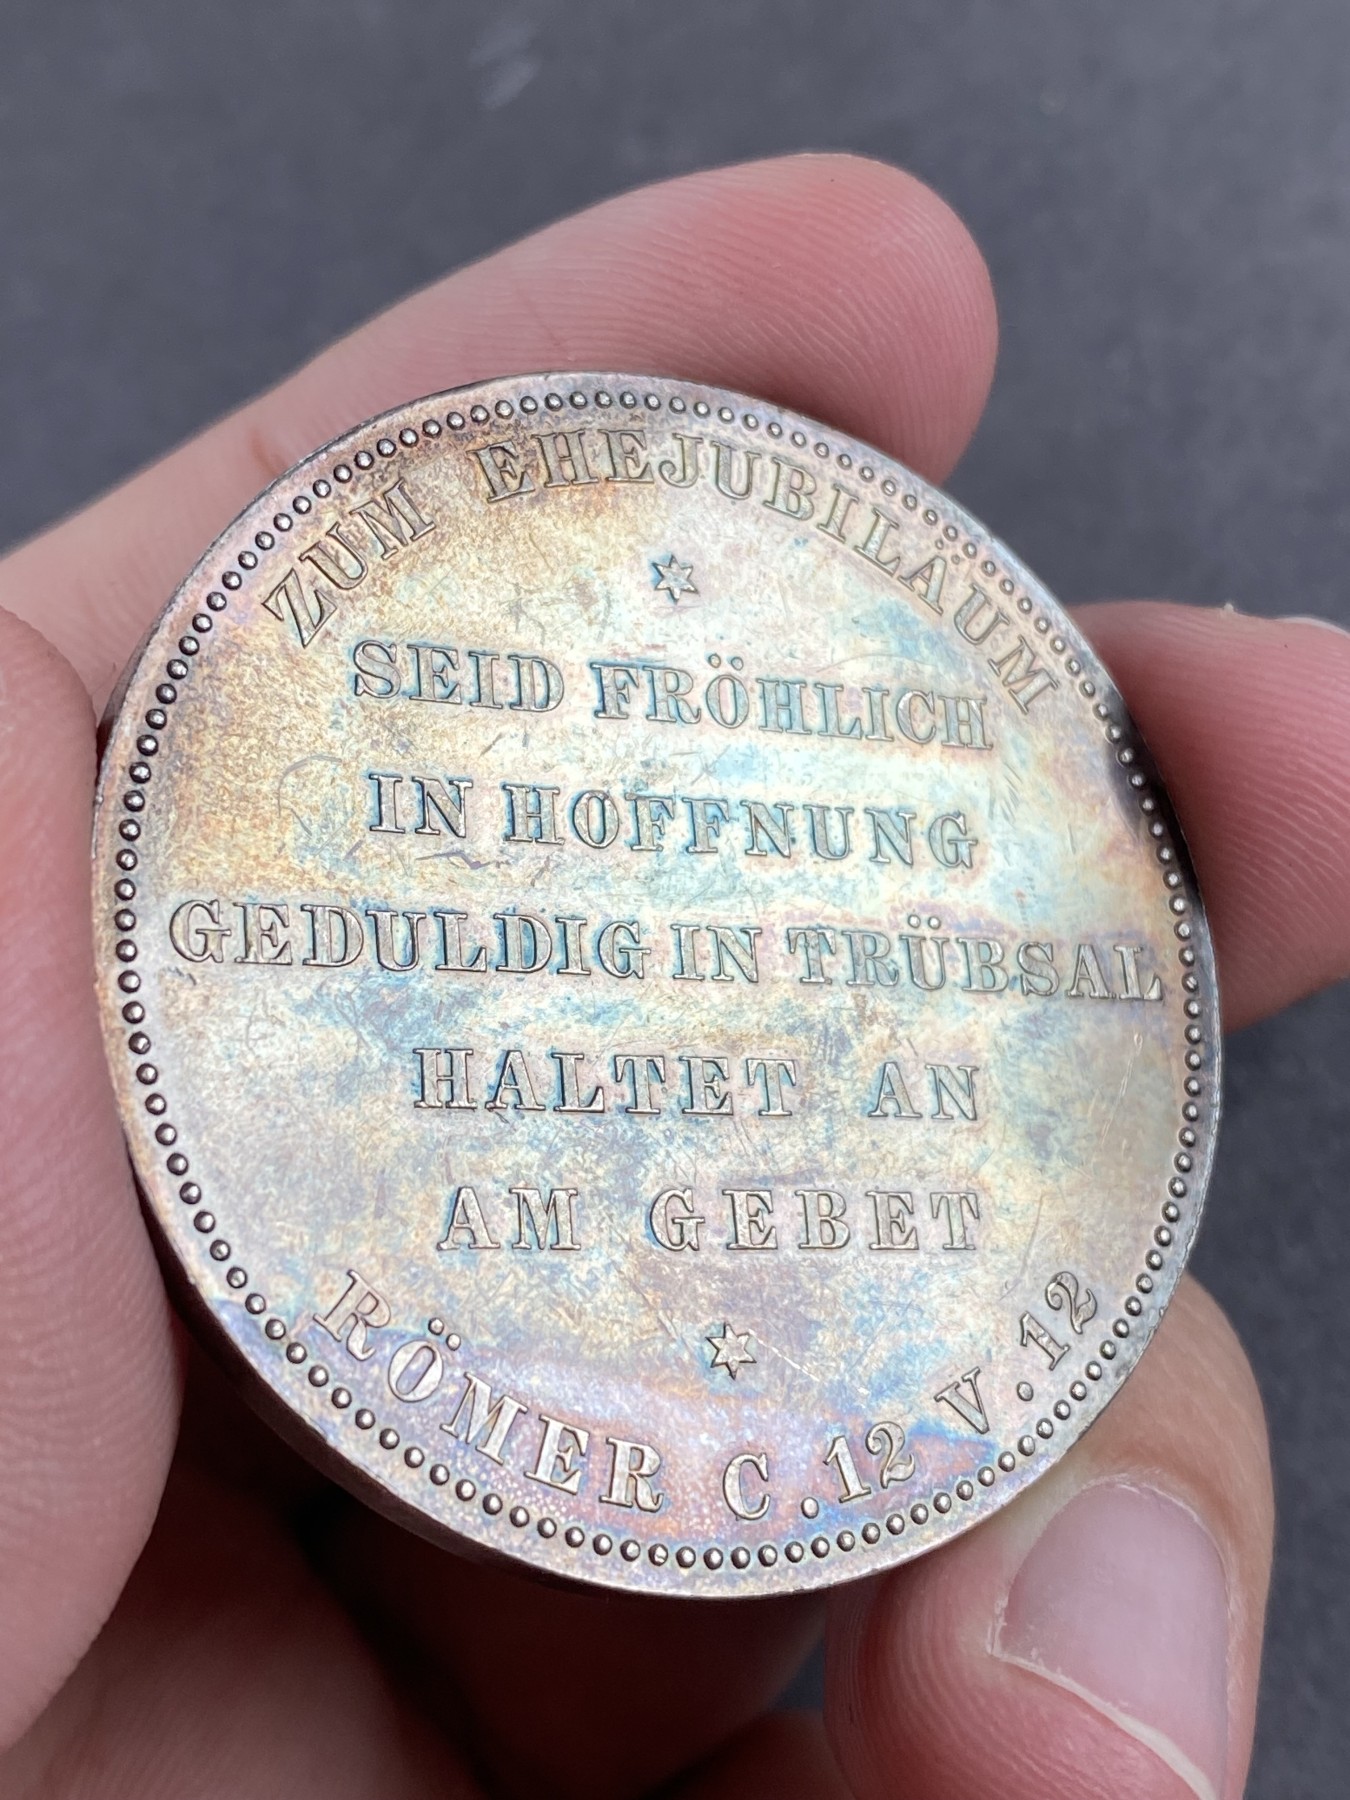 ZUM EHEJUBILÄUM
SEID FRÖHLICH
IN HOFFNUNG
GEDULDIG IN TRÜBSAL
HALTET AN
AM GEBET
RÖMER C. 12 V. 12